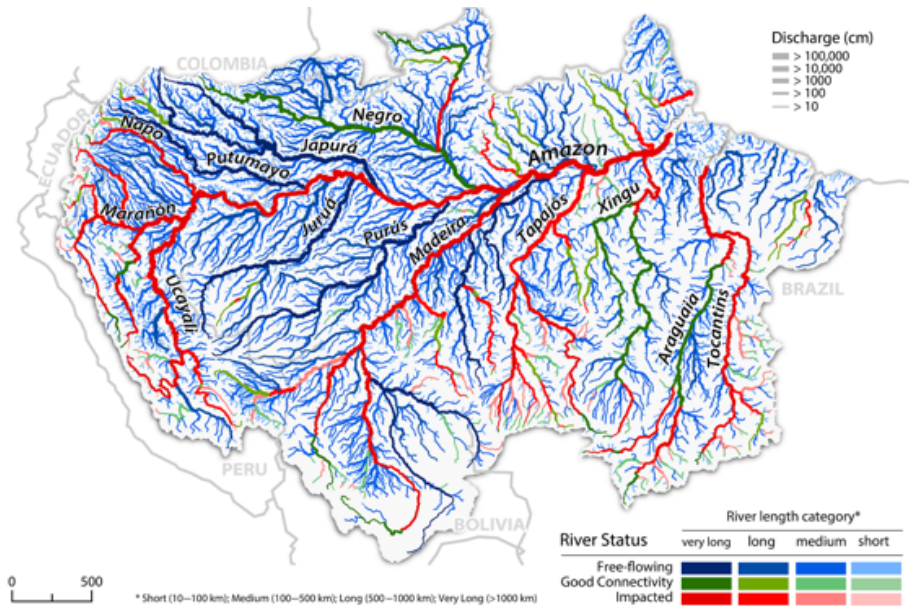 COLOMBIA
ECUADOR
Napo
Putumayo
Japurá
Negro
Amazon
Marañón
Juruá
Purús
Madeira
Tapajós
Xingu
Ucayali
Araguaia
Tocantins
BRAZIL
PERU
BOLIVIA
Discharge (cm)
> 100,000
> 10,000
> 1000
> 100
> 10
River length category*
River Status very long long medium short
Free-flowing
Good Connectivity
Impacted
0 500
* Short (10–100 km); Medium (100–500 km); Long (500–1000 km); Very Long (>1000 km)